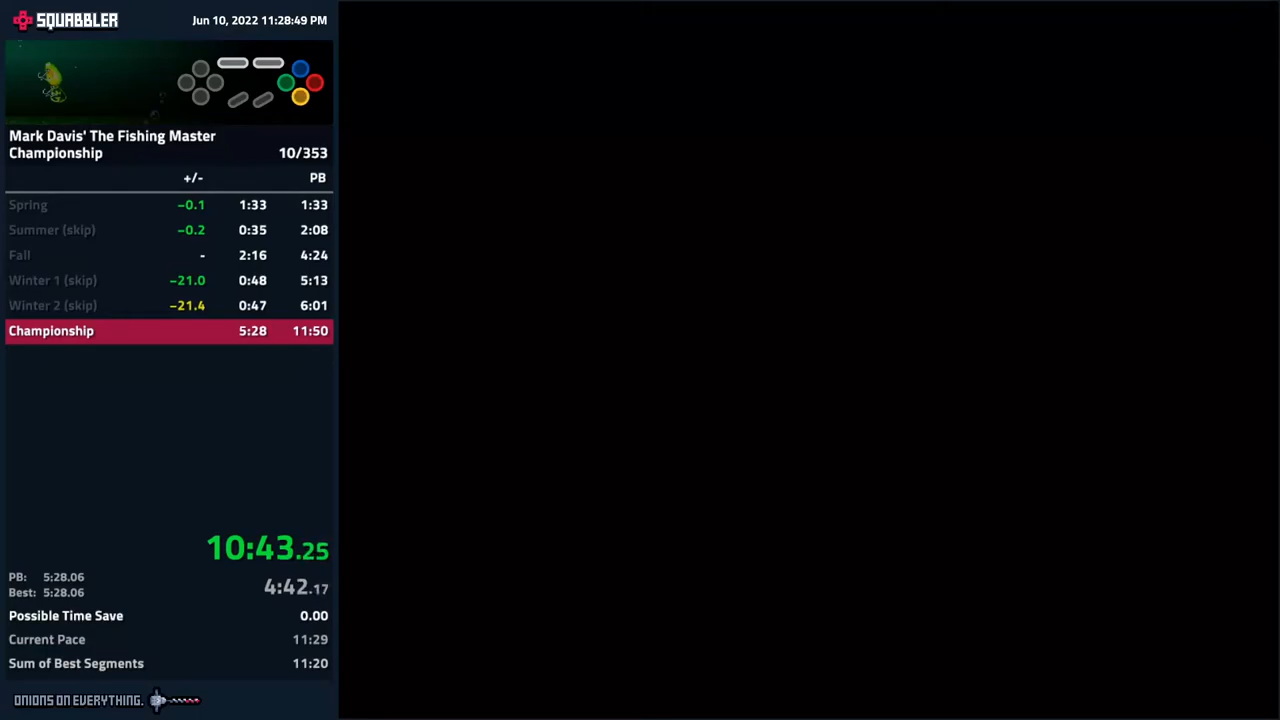 SQUABBLER Jun 10, 2022 11:28:49 PM
Mark Davis' The Fishing Master
Championship 10/353
+/- PB
Spring −0.1 1:33 1:33
Summer (skip) −0.2 0:35 2:08
Fall - 2:16 4:24
Winter 1 (skip) −21.0 0:48 5:13
Winter 2 (skip) −21.4 0:47 6:01
Championship 5:28 11:50
10:43.25
PB: 5:28.06
Best: 5:28.06
4:42.17
Possible Time Save 0.00
Current Pace 11:29
Sum of Best Segments 11:20
ONIONS ON EVERYTHING.